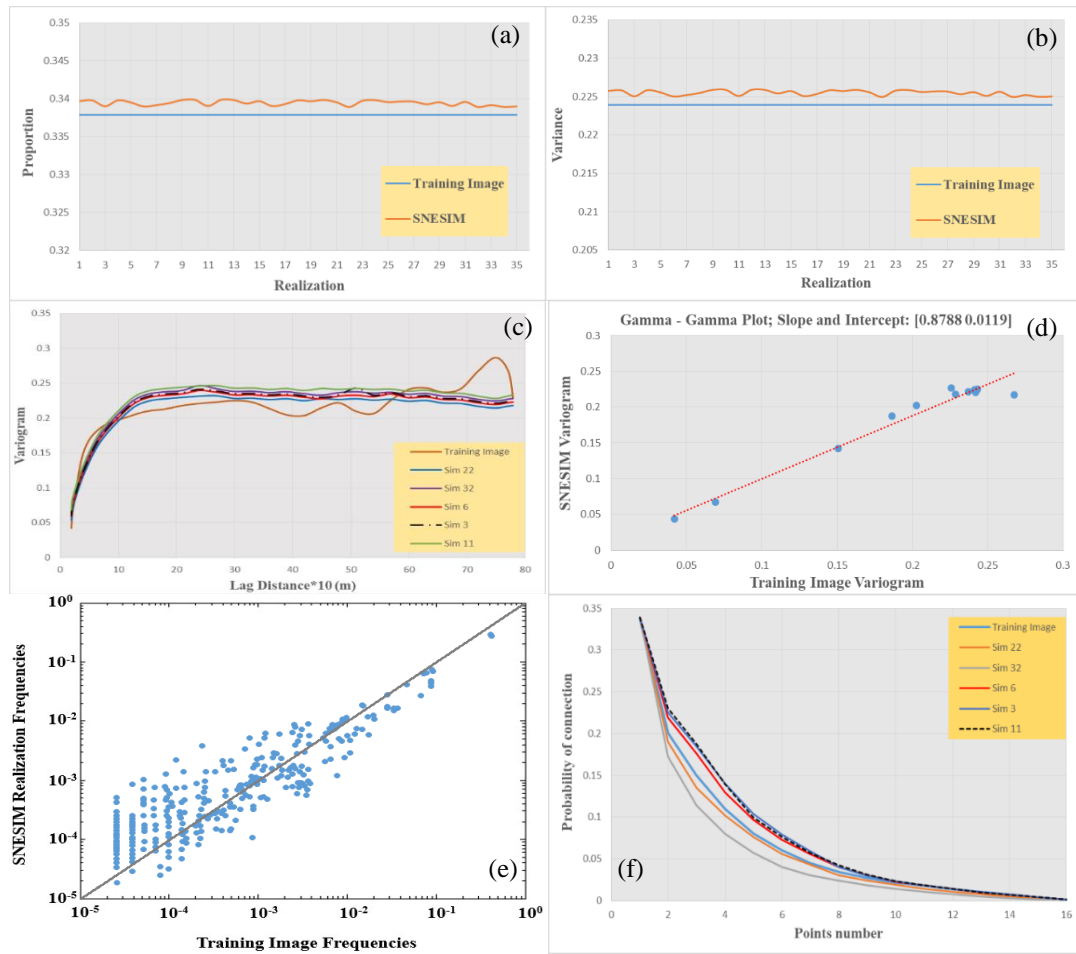 (a)
0.35
0.345
0.34
0.335
0.33
0.325
0.32
Proportion
Training Image
SNESIM
1 3 5 7 9 11 13 15 17 19 21 23 25 27 29 31 33 35
Realization
(b)
0.235
0.23
0.225
0.22
0.215
0.21
0.205
Variance
Training Image
SNESIM
1 3 5 7 9 11 13 15 17 19 21 23 25 27 29 31 33 35
Realization
(c)
0.35
0.3
0.25
0.2
0.15
0.1
0.05
0
Variogram
Training Image
Sim 22
Sim 32
Sim 6
Sim 3
Sim 11
0 10 20 30 40 50 60 70 80
Lag Distance*10 (m)
Gamma - Gamma Plot; Slope and Intercept: [0.8788 0.0119]
(d)
0.3
0.25
0.2
0.15
0.1
0.05
0
SNESIM Variogram
0 0.05 0.1 0.15 0.2 0.25 0.3
Training Image Variogram
10⁰
10⁻¹
10⁻²
10⁻³
10⁻⁴
10⁻⁵
SNESIM Realization Frequencies
(e)
10⁻⁵ 10⁻⁴ 10⁻³ 10⁻² 10⁻¹ 10⁰
Training Image Frequencies
0.35
0.3
0.25
0.2
0.15
0.1
0.05
0
Probability of connection
Training Image
Sim 22
Sim 32
Sim 6
Sim 3
Sim 11
(f)
0 2 4 6 8 10 12 14 16
Points number